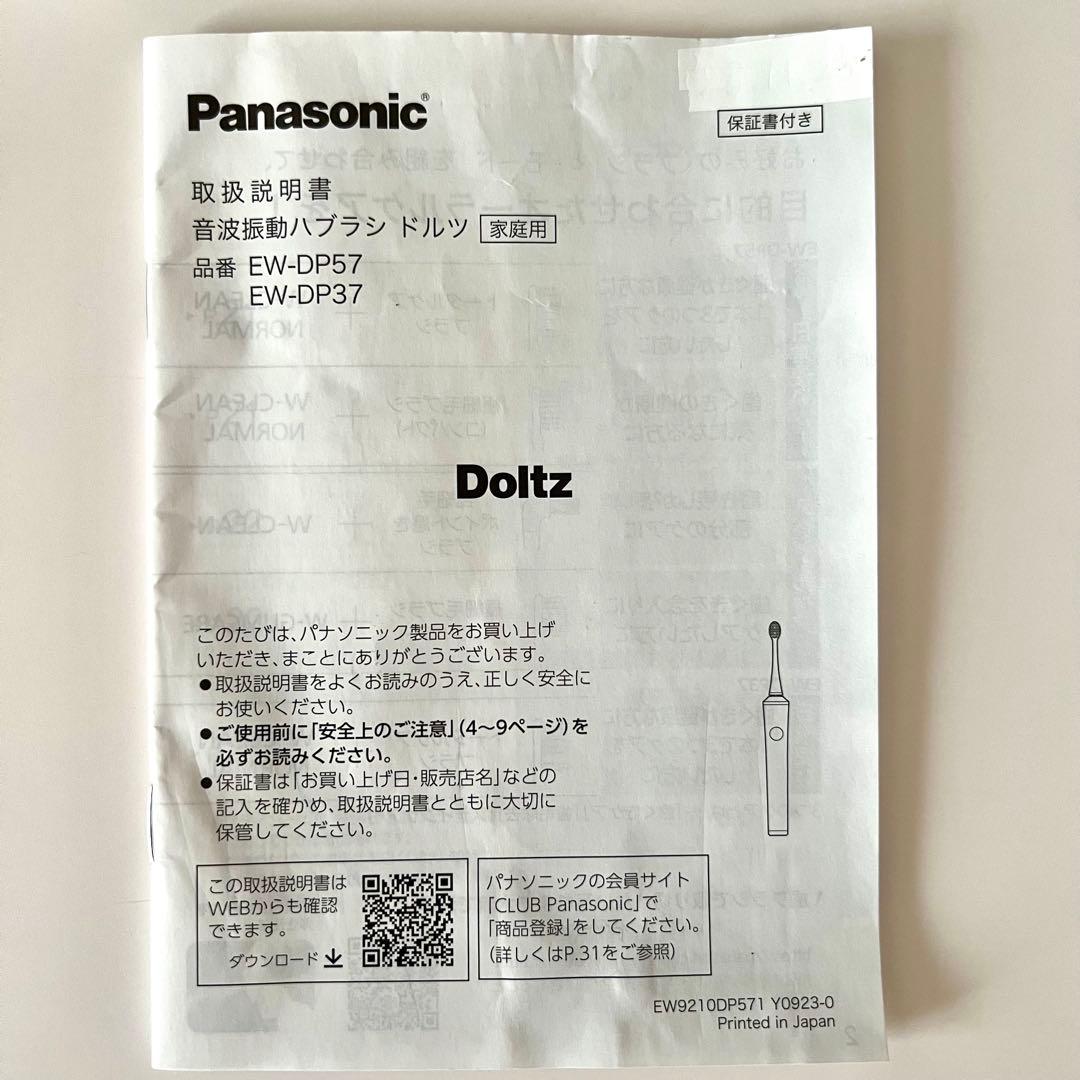 Panasonic®
保証書付き
取扱説明書
音波振動ハブラシ ドルツ 家庭用
品番 EW-DP57
EW-DP37
Doltz
このたびは、パナソニック製品をお買い上げ
いただき、まことにありがとうございます。
●取扱説明書をよくお読みのうえ、正しく安全に
お使いください。
●ご使用前に「安全上のご注意」(4〜9ページ)を
必ずお読みください。
●保証書は「お買い上げ日・販売店名」などの
記入を確かめ、取扱説明書とともに大切に
保管してください。
この取扱説明書は
WEBからも確認
できます。
ダウンロード
パナソニックの会員サイト
「CLUB Panasonic」で
「商品登録」をしてください。
(詳しくはP.31をご参照)
EW9210DP571 Y0923-0
Printed in Japan